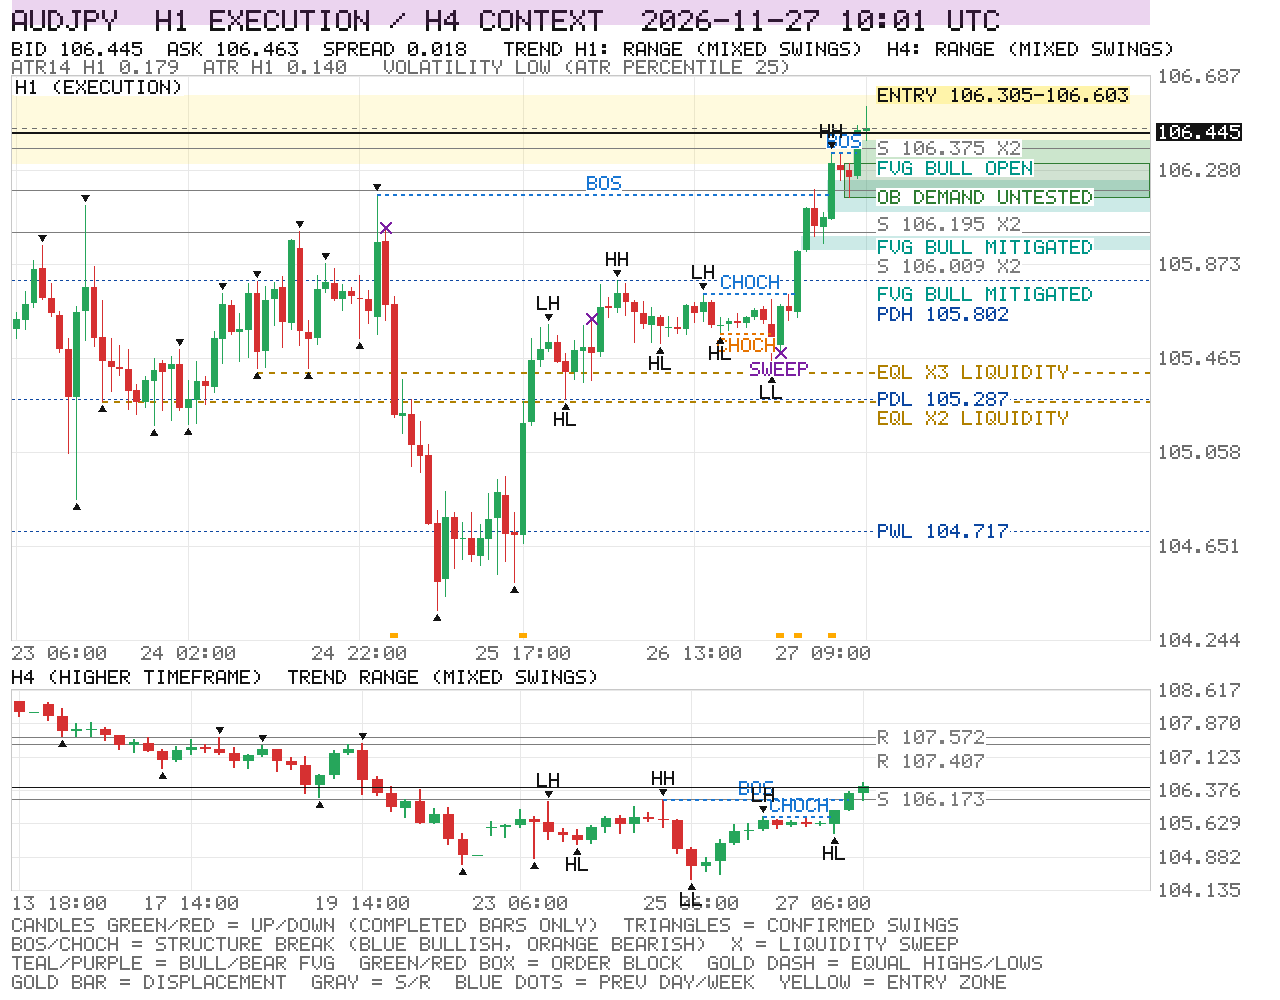 AUDJPY H1 EXECUTION / H4 CONTEXT 2026-11-27 10:01 UTC
BID 106.445 ASK 106.463 SPREAD 0.018 TREND H1: RANGE (MIXED SWINGS) H4: RANGE (MIXED SWINGS)
ATR14 H1 0.179 ATR H1 0.140 VOLATILITY LOW (ATR PERCENTILE 25)
106.687
H1 (EXECUTION)
ENTRY 106.305-106.603
HH
106.445
BOS
S 106.375 X2
FVG BULL OPEN
106.280
BOS
OB DEMAND UNTESTED
S 106.195 X2
FVG BULL MITIGATED
HH
LH
S 106.009 X2
105.873
CHOCH
FVG BULL MITIGATED
LH
PDH 105.802
CHOCH
HL
HL
105.465
SWEEP
EQL X3 LIQUIDITY
LL
PDL 105.287
HL
EQL X2 LIQUIDITY
105.058
PWL 104.717
104.651
104.244
23 06:00 24 02:00 24 22:00 25 17:00 26 13:00 27 09:00
H4 (HIGHER TIMEFRAME) TREND RANGE (MIXED SWINGS)
108.617
107.870
R 107.572
107.123
R 107.407
LH
HH
BOS
106.376
LH
CHOCH
S 106.173
105.629
HL
HL
104.882
LL
104.135
13 18:00 17 14:00 19 14:00 23 06:00 25 06:00 27 06:00
CANDLES GREEN/RED = UP/DOWN (COMPLETED BARS ONLY) TRIANGLES = CONFIRMED SWINGS
BOS/CHOCH = STRUCTURE BREAK (BLUE BULLISH, ORANGE BEARISH) X = LIQUIDITY SWEEP
TEAL/PURPLE = BULL/BEAR FVG GREEN/RED BOX = ORDER BLOCK GOLD DASH = EQUAL HIGHS/LOWS
GOLD BAR = DISPLACEMENT GRAY = S/R BLUE DOTS = PREV DAY/WEEK YELLOW = ENTRY ZONE